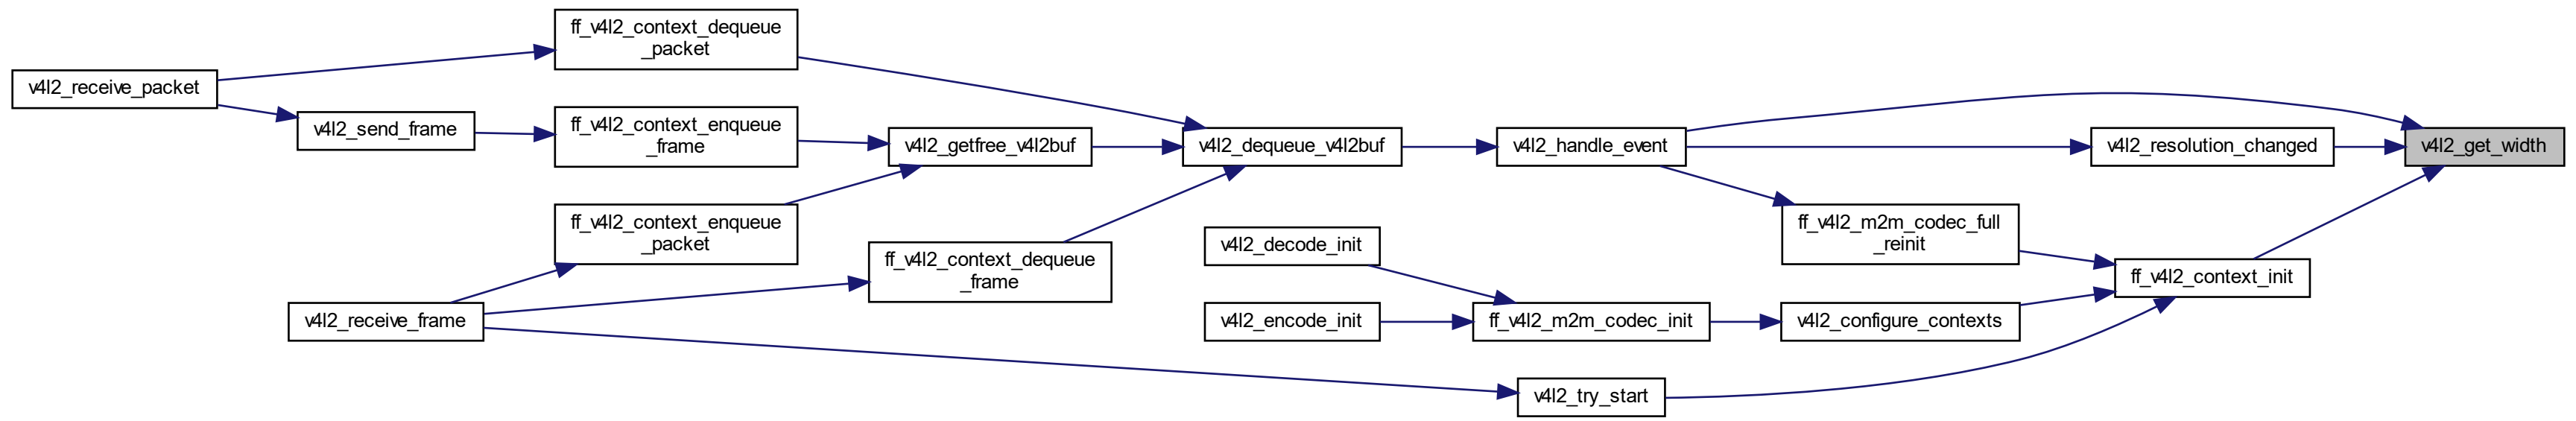 ff_v4l2_context_dequeue
_packet
v4l2_receive_packet
v4l2_send_frame
ff_v4l2_context_enqueue
_frame
v4l2_getfree_v4l2buf
v4l2_dequeue_v4l2buf
v4l2_handle_event
v4l2_resolution_changed
v4l2_get_width
ff_v4l2_context_enqueue
_packet
ff_v4l2_context_dequeue
_frame
v4l2_receive_frame
v4l2_decode_init
v4l2_encode_init
ff_v4l2_m2m_codec_init
ff_v4l2_m2m_codec_full
_reinit
v4l2_configure_contexts
ff_v4l2_context_init
v4l2_try_start